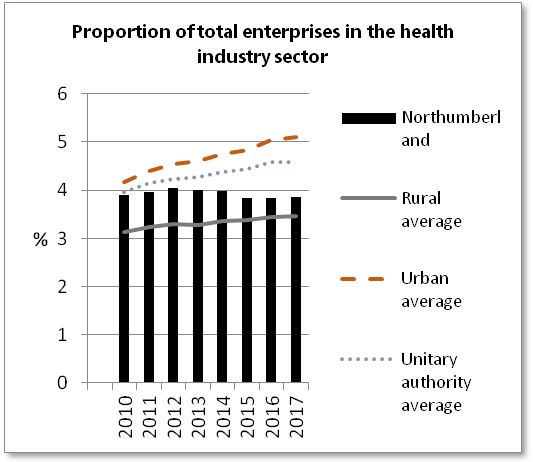 Proportion of total enterprises in the health
industry sector
6
5
4
3
2
1
0
%
2010
2011
2012
2013
2014
2015
2016
2017
Northumberl
and
Rural
average
Urban
average
Unitary
authority
average